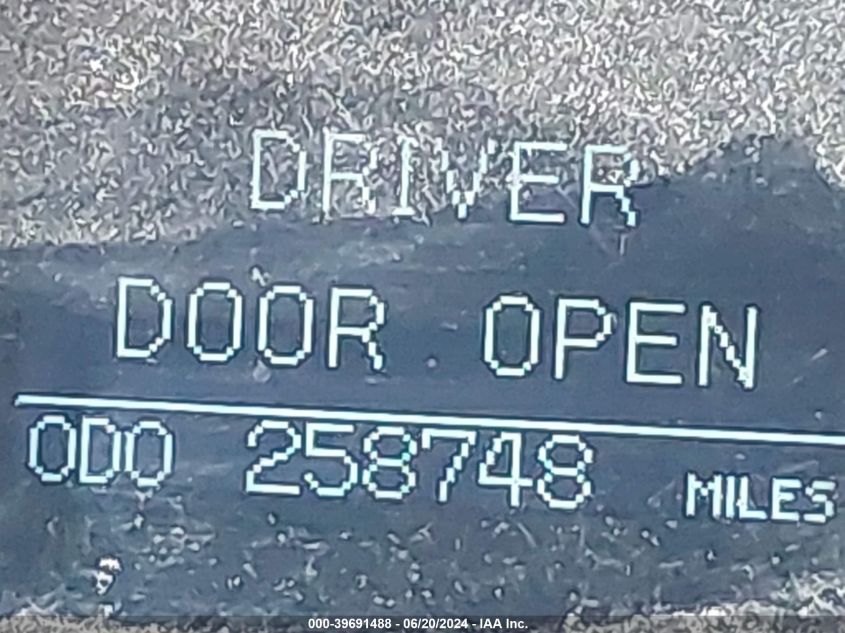 DRIVER
DOOR OPEN
ODO 258748 MILES
000-39691488 - 06/20/2024 - IAA Inc.